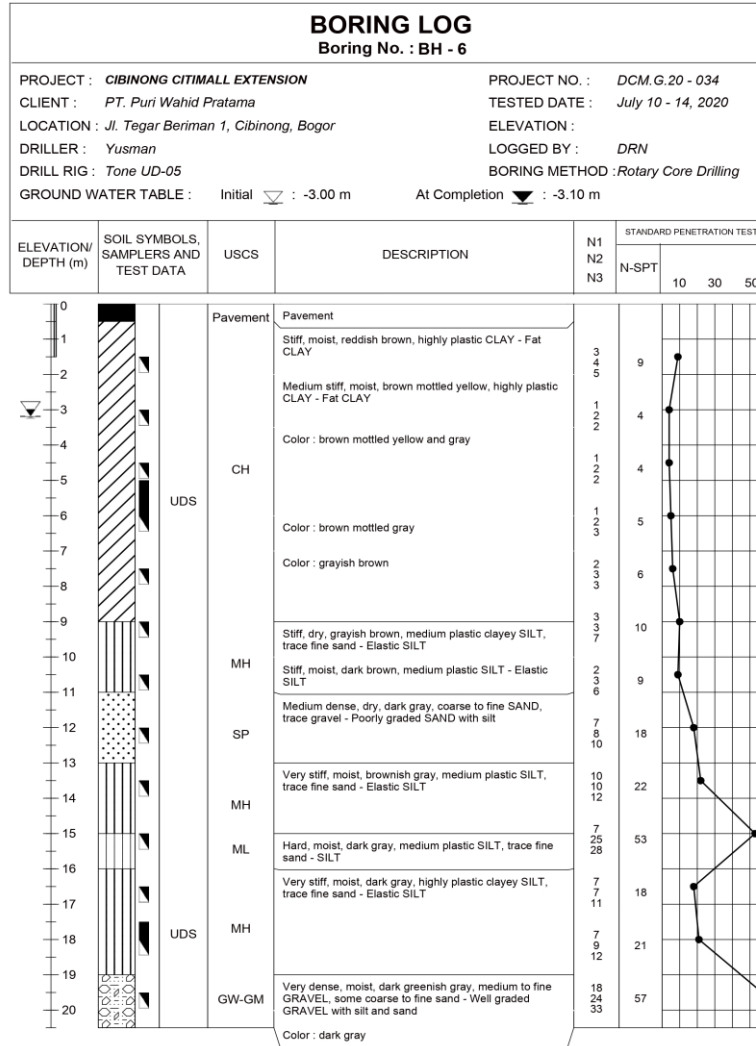 BORING LOG
Boring No. : BH - 6
PROJECT : CIBINONG CITIMALL EXTENSION
PROJECT NO. : DCM.G.20 - 034
CLIENT : PT. Puri Wahid Pratama
TESTED DATE : July 10 - 14, 2020
LOCATION : Jl. Tegar Beriman 1, Cibinong, Bogor
ELEVATION :
DRILLER : Yusman
LOGGED BY : DRN
DRILL RIG : Tone UD-05
BORING METHOD : Rotary Core Drilling
GROUND WATER TABLE : Initial : -3.00 m At Completion : -3.10 m
ELEVATION/
DEPTH (m)
SOIL SYMBOLS,
SAMPLERS AND
TEST DATA
USCS
DESCRIPTION
N1
N2
N3
STANDARD PENETRATION TEST
N-SPT
10 30 50
0
Pavement
Pavement
1
Stiff, moist, reddish brown, highly plastic CLAY - Fat
CLAY
3
4
5
9
2
Medium stiff, moist, brown mottled yellow, highly plastic
CLAY - Fat CLAY
1
2
2
4
3
4
Color : brown mottled yellow and gray
CH
1
2
2
4
5
UDS
6
Color : brown mottled gray
1
2
3
5
7
Color : grayish brown
2
3
3
6
8
9
3
3
7
10
Stiff, dry, grayish brown, medium plastic clayey SILT,
trace fine sand - Elastic SILT
10
MH
Stiff, moist, dark brown, medium plastic SILT - Elastic
SILT
2
3
6
9
11
Medium dense, dry, dark gray, coarse to fine SAND,
trace gravel - Poorly graded SAND with silt
12
SP
7
8
10
18
13
Very stiff, moist, brownish gray, medium plastic SILT,
trace fine sand - Elastic SILT
10
10
12
22
14
MH
15
7
25
28
53
ML
Hard, moist, dark gray, medium plastic SILT, trace fine
sand - SILT
16
Very stiff, moist, dark gray, highly plastic clayey SILT,
trace fine sand - Elastic SILT
7
7
11
18
17
MH
18
UDS
7
9
12
21
19
Very dense, moist, dark greenish gray, medium to fine
GRAVEL, some coarse to fine sand - Well graded
GRAVEL with silt and sand
GW-GM
18
24
33
57
20
Color : dark gray